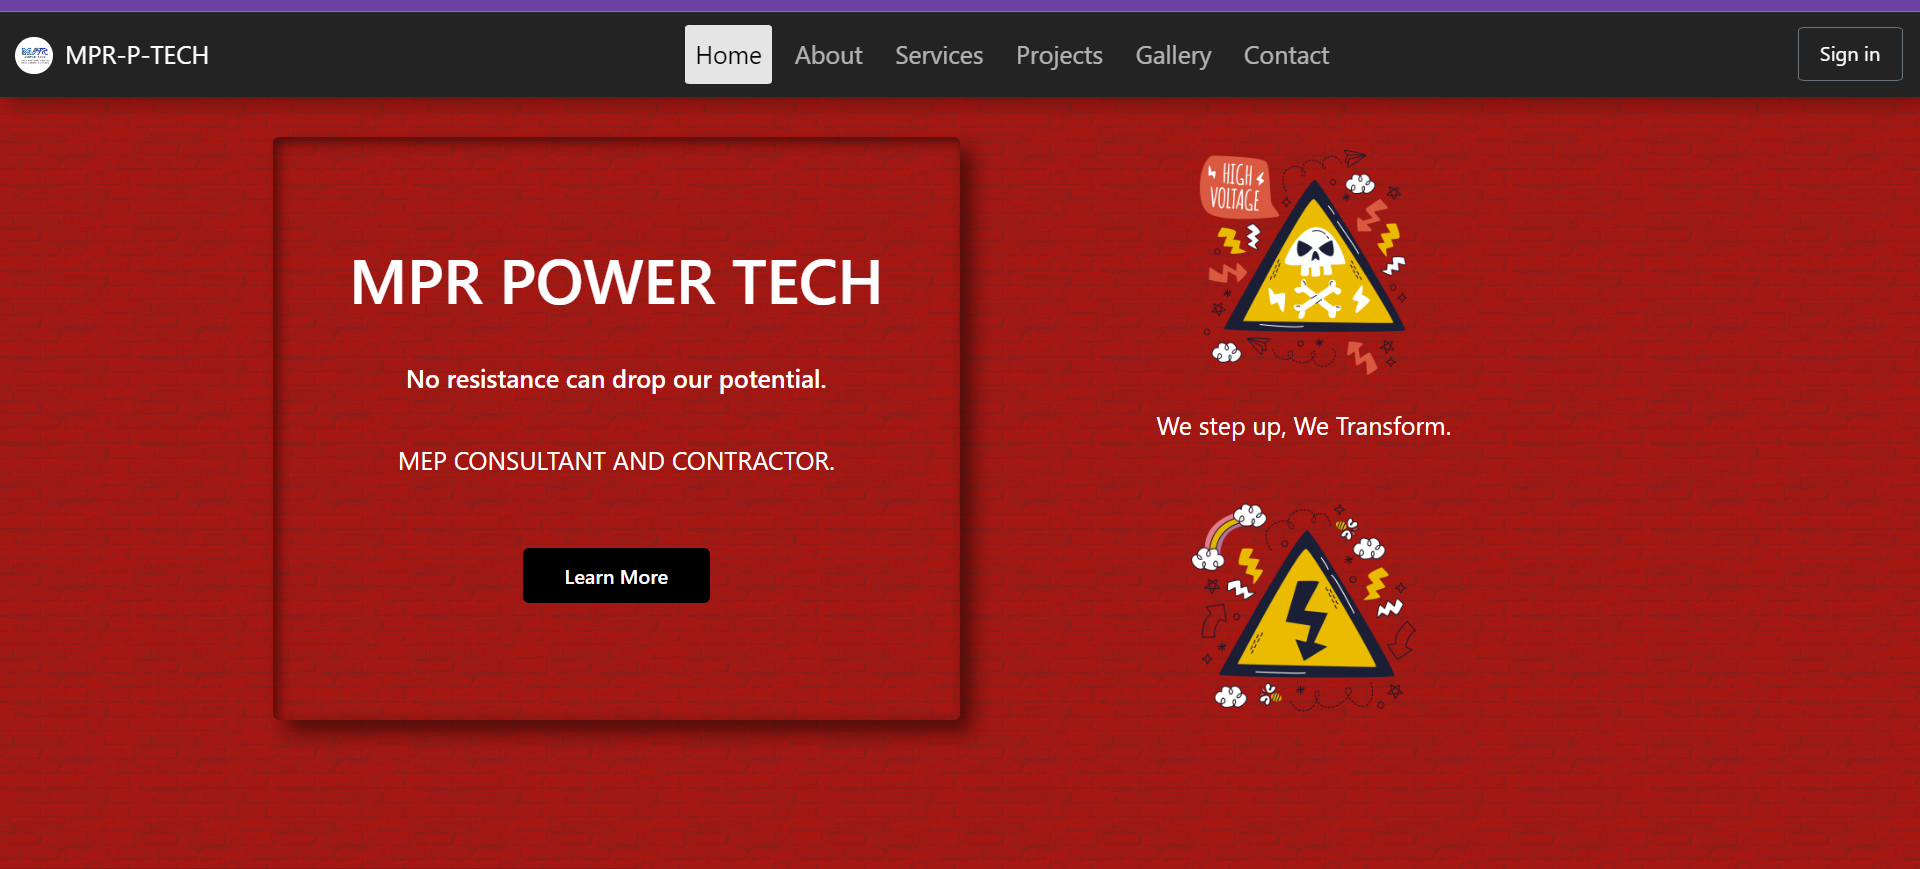 MPR-P-TECH
Home About Services Projects Gallery Contact
Sign in
MPR POWER TECH
No resistance can drop our potential.
MEP CONSULTANT AND CONTRACTOR.
Learn More
HIGH
VOLTAGE
We step up, We Transform.